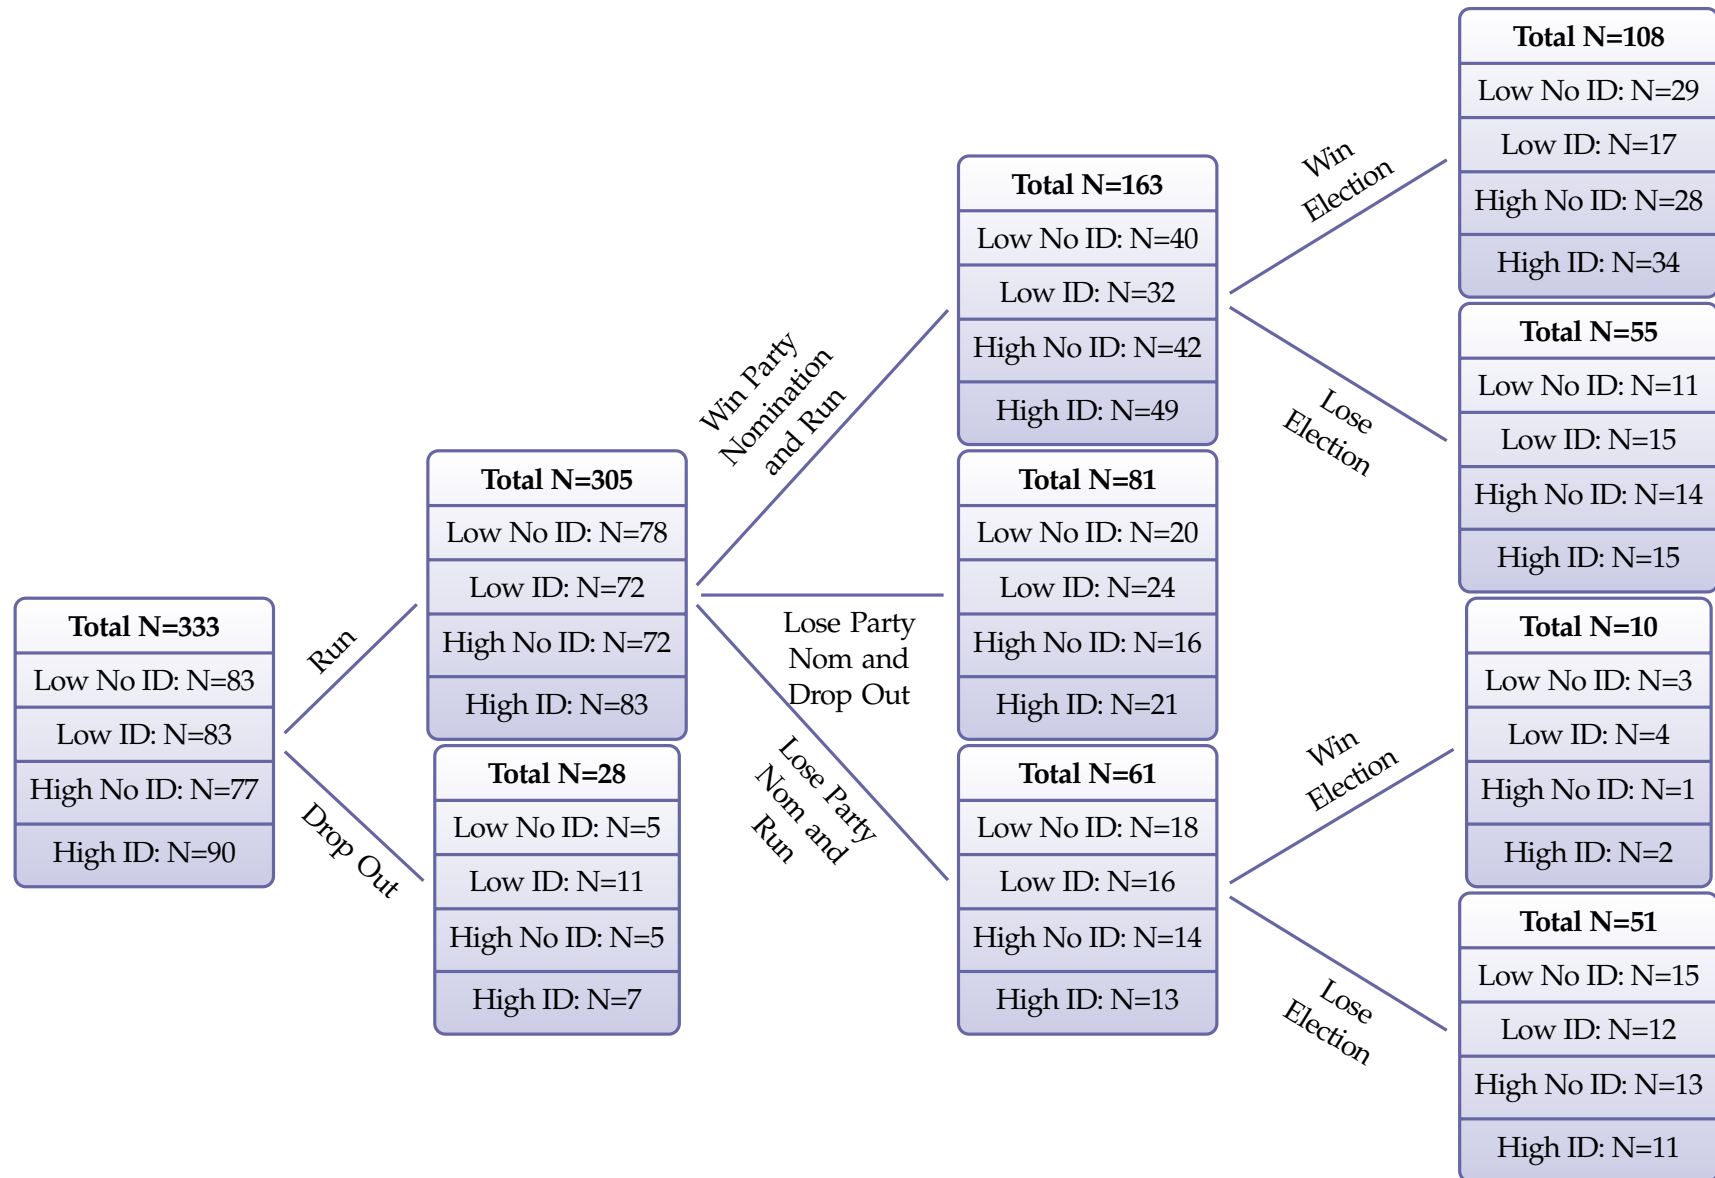 Total N=333
Low No ID: N=83
Low ID: N=83
High No ID: N=77
High ID: N=90
Run
Drop Out
Total N=305
Low No ID: N=78
Low ID: N=72
High No ID: N=72
High ID: N=83
Total N=28
Low No ID: N=5
Low ID: N=11
High No ID: N=5
High ID: N=7
Win Party
Nomination
and Run
Lose Party
Nom and
Drop Out
Lose Party
Nom and
Run
Total N=163
Low No ID: N=40
Low ID: N=32
High No ID: N=42
High ID: N=49
Total N=81
Low No ID: N=20
Low ID: N=24
High No ID: N=16
High ID: N=21
Total N=61
Low No ID: N=18
Low ID: N=16
High No ID: N=14
High ID: N=13
Win
Election
Lose
Election
Win
Election
Lose
Election
Total N=108
Low No ID: N=29
Low ID: N=17
High No ID: N=28
High ID: N=34
Total N=55
Low No ID: N=11
Low ID: N=15
High No ID: N=14
High ID: N=15
Total N=10
Low No ID: N=3
Low ID: N=4
High No ID: N=1
High ID: N=2
Total N=51
Low No ID: N=15
Low ID: N=12
High No ID: N=13
High ID: N=11